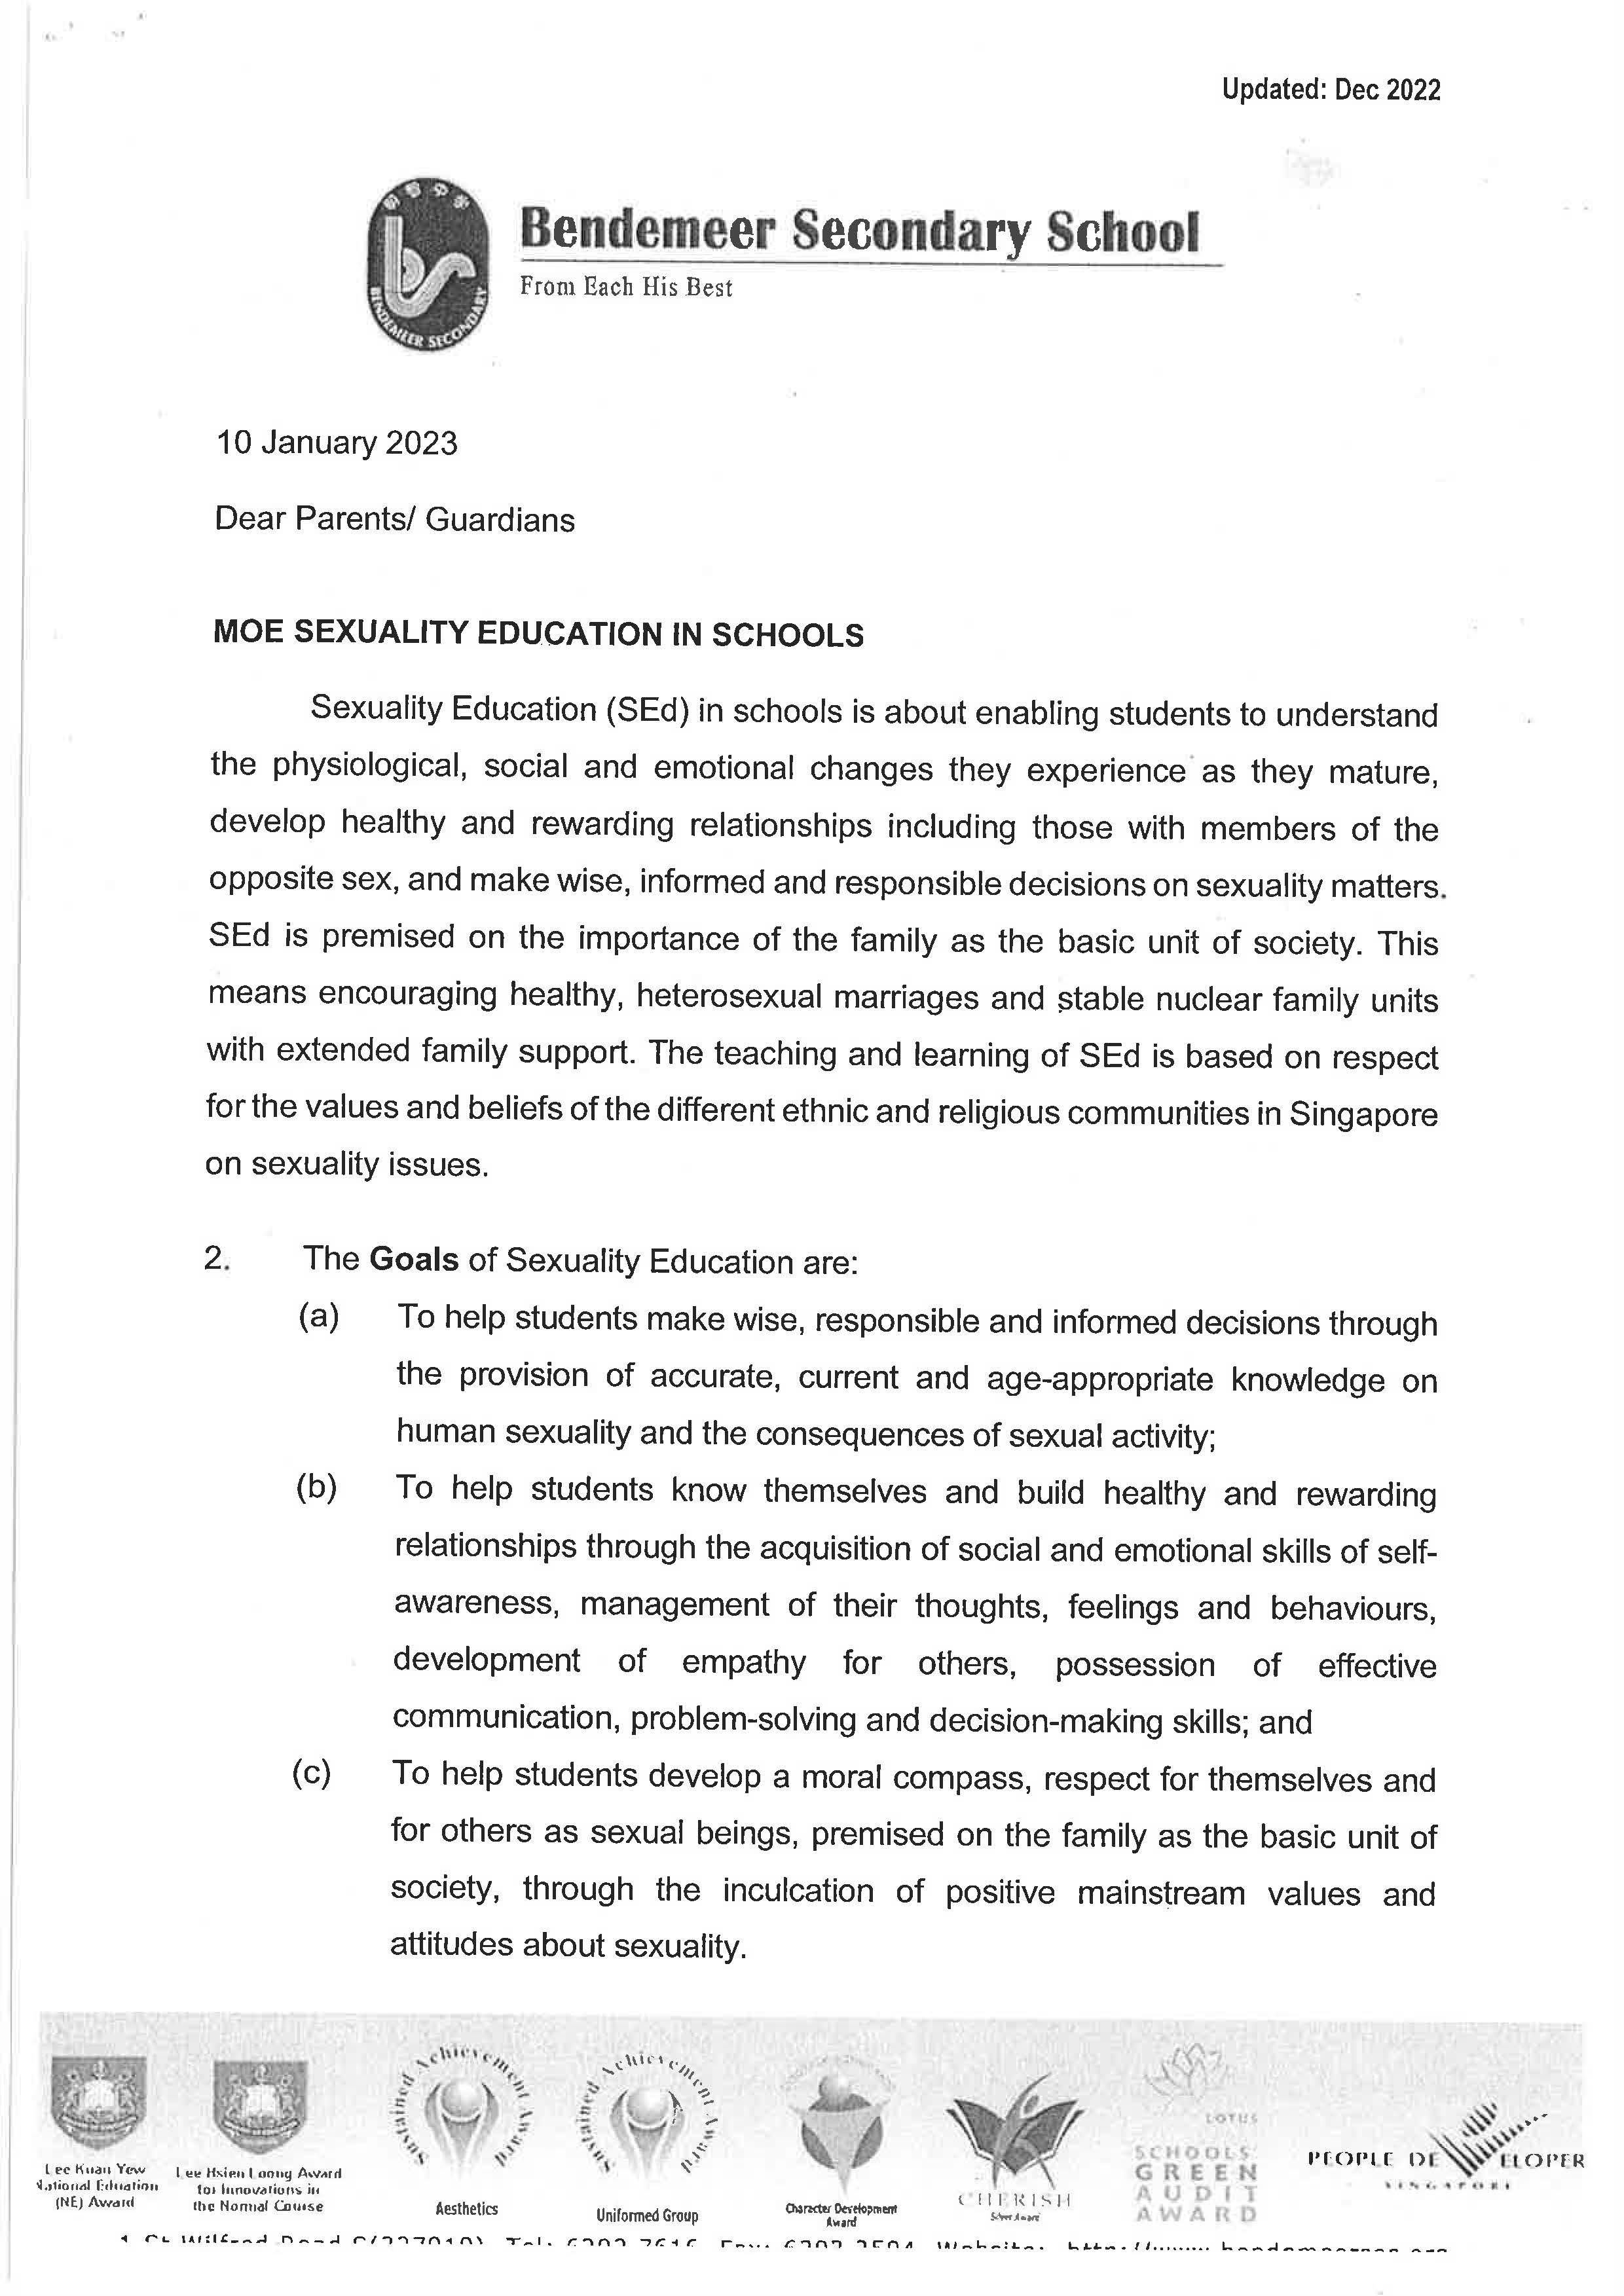 Updated: Dec 2022
BENDEMEER SECONDARY
Bendemeer Secondary School
From Each His Best
10 January 2023
Dear Parents/ Guardians
MOE SEXUALITY EDUCATION IN SCHOOLS
Sexuality Education (SEd) in schools is about enabling students to understand
the physiological, social and emotional changes they experience as they mature,
develop healthy and rewarding relationships including those with members of the
opposite sex, and make wise, informed and responsible decisions on sexuality matters.
SEd is premised on the importance of the family as the basic unit of society. This
means encouraging healthy, heterosexual marriages and stable nuclear family units
with extended family support. The teaching and learning of SEd is based on respect
for the values and beliefs of the different ethnic and religious communities in Singapore
on sexuality issues.
2. The Goals of Sexuality Education are:
(a) To help students make wise, responsible and informed decisions through
the provision of accurate, current and age-appropriate knowledge on
human sexuality and the consequences of sexual activity;
(b) To help students know themselves and build healthy and rewarding
relationships through the acquisition of social and emotional skills of self-
awareness, management of their thoughts, feelings and behaviours,
development of empathy for others, possession of effective
communication, problem-solving and decision-making skills; and
(c) To help students develop a moral compass, respect for themselves and
for others as sexual beings, premised on the family as the basic unit of
society, through the inculcation of positive mainstream values and
attitudes about sexuality.
Lee Kuan Yew
National Education
(NE) Award
Lee Hsien Loong Award
for Innovations in
the Normal Course
Sustained Achievement Award
Aesthetics
Sustained Achievement Award
Uniformed Group
Character Development
Award
CHERISH
Silver Award
LOTUS
SCHOOLS
GREEN
AUDIT
AWARD
PEOPLE DEVELOPER
SINGAPORE